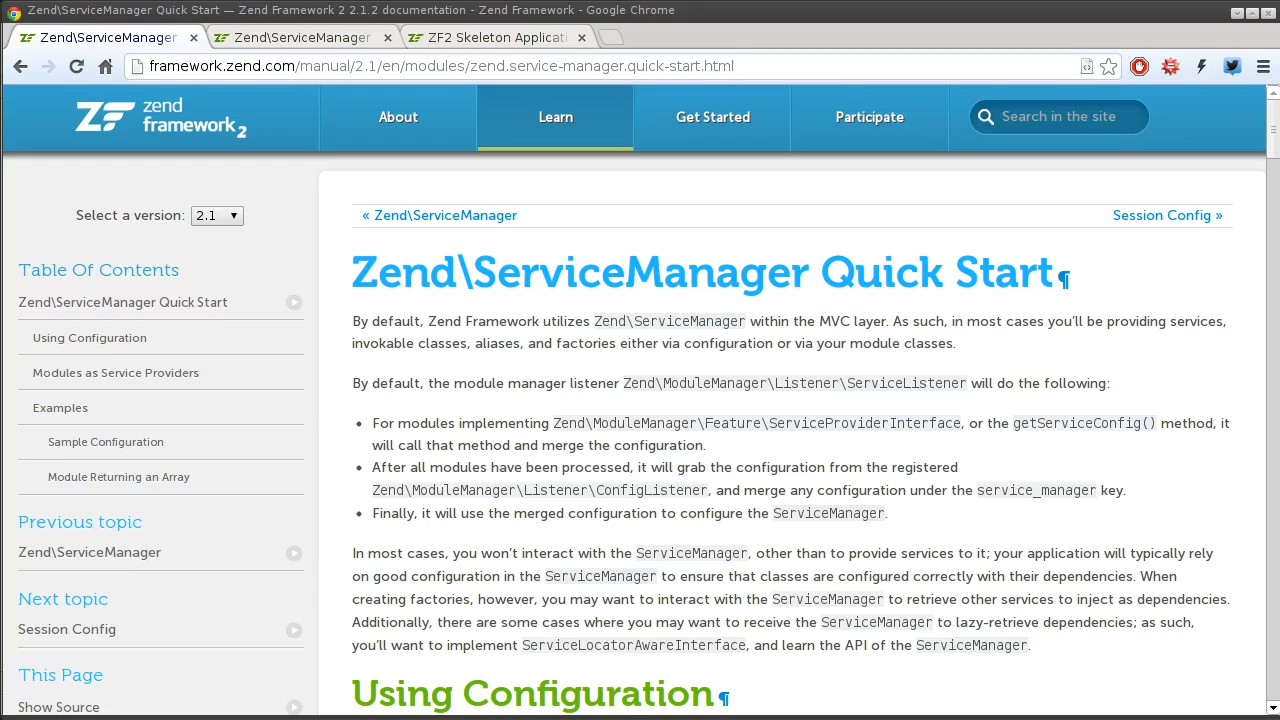 Zend\ServiceManager Quick Start — Zend Framework 2 2.1.2 documentation - Zend Framework - Google Chrome
Zend\ServiceManager
Zend\ServiceManager
ZF2 Skeleton Applicati
framework.zend.com/manual/2.1/en/modules/zend.service-manager.quick-start.html
zend
framework2
About
Learn
Get Started
Participate
Search in the site
Select a version: 2.1
Table Of Contents
Zend\ServiceManager Quick Start
Using Configuration
Modules as Service Providers
Examples
Sample Configuration
Module Returning an Array
Previous topic
Zend\ServiceManager
Next topic
Session Config
This Page
Show Source
« Zend\ServiceManager
Session Config »
Zend\ServiceManager Quick Start¶
By default, Zend Framework utilizes Zend\ServiceManager within the MVC layer. As such, in most cases you’ll be providing services,
invokable classes, aliases, and factories either via configuration or via your module classes.
By default, the module manager listener Zend\ModuleManager\Listener\ServiceListener will do the following:
• For modules implementing Zend\ModuleManager\Feature\ServiceProviderInterface, or the getServiceConfig() method, it
will call that method and merge the configuration.
• After all modules have been processed, it will grab the configuration from the registered
Zend\ModuleManager\Listener\ConfigListener, and merge any configuration under the service_manager key.
• Finally, it will use the merged configuration to configure the ServiceManager.
In most cases, you won’t interact with the ServiceManager, other than to provide services to it; your application will typically rely
on good configuration in the ServiceManager to ensure that classes are configured correctly with their dependencies. When
creating factories, however, you may want to interact with the ServiceManager to retrieve other services to inject as dependencies.
Additionally, there are some cases where you may want to receive the ServiceManager to lazy-retrieve dependencies; as such,
you’ll want to implement ServiceLocatorAwareInterface, and learn the API of the ServiceManager.
Using Configuration¶